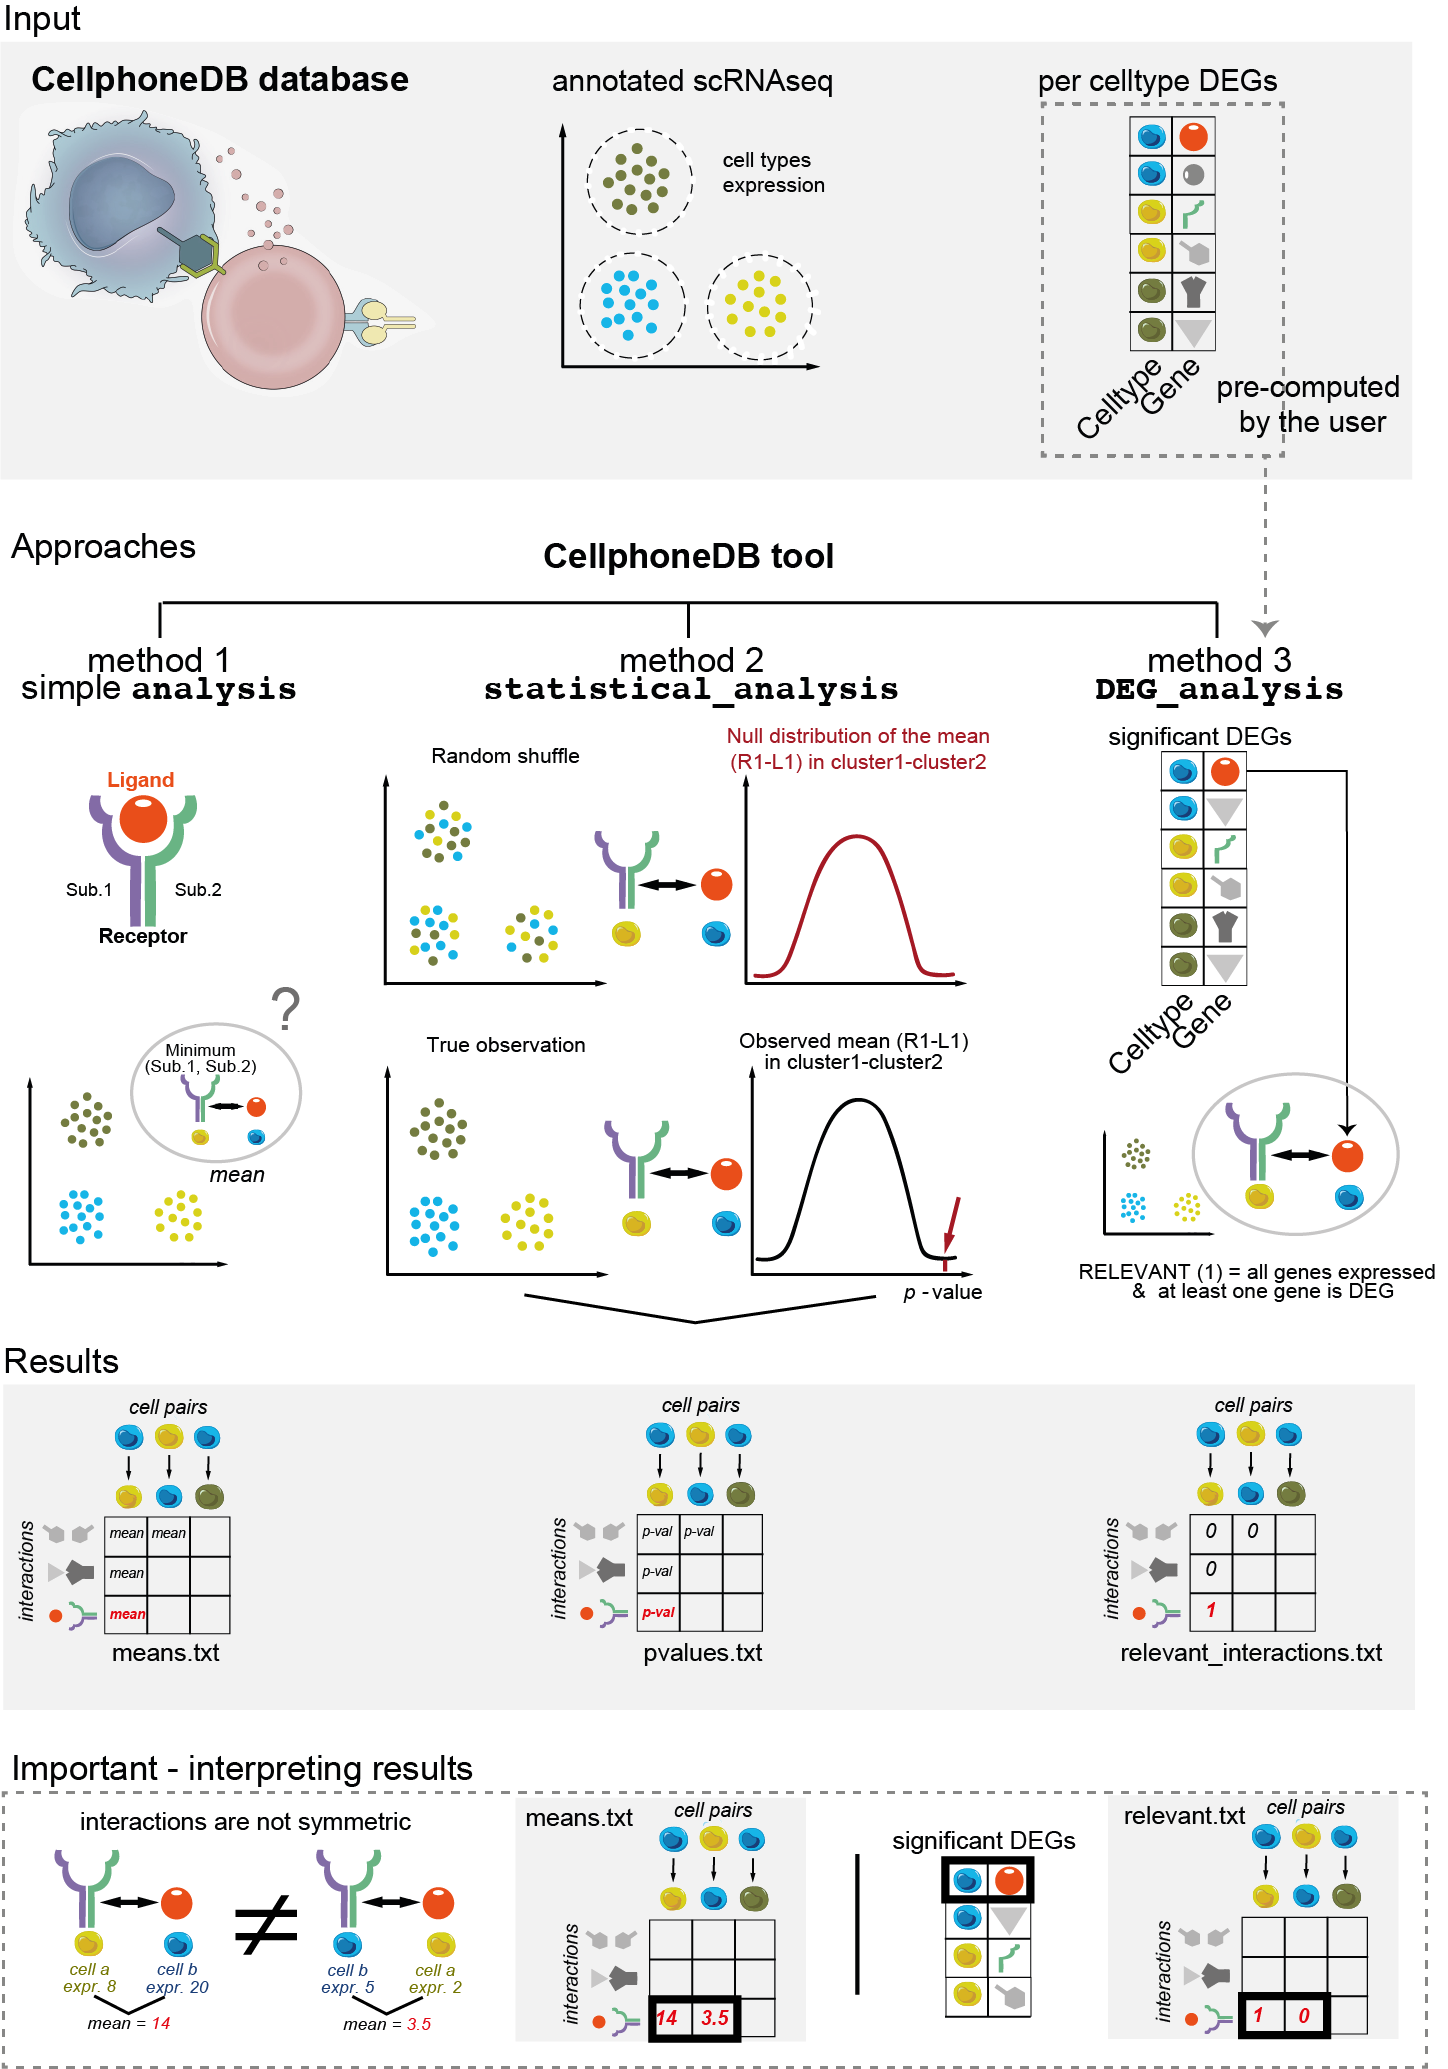 Input
CellphoneDB database
annotated scRNAseq
per celltype DEGs
cell types
expression
Celltype
Gene
pre-computed
by the user
Approaches
CellphoneDB tool
method 1
simple analysis
method 2
statistical_analysis
method 3
DEG_analysis
Ligand
Sub.1
Sub.2
Receptor
?
Minimum
(Sub.1, Sub.2)
mean
Random shuffle
Null distribution of the mean
(R1-L1) in cluster1-cluster2
True observation
Observed mean (R1-L1)
in cluster1-cluster2
p - value
significant DEGs
Celltype
Gene
RELEVANT (1) = all genes expressed
& at least one gene is DEG
Results
cell pairs
interactions
mean mean
mean
mean
means.txt
cell pairs
interactions
p-val p-val
p-val
p-val
pvalues.txt
cell pairs
interactions
0 0
0
1
relevant_interactions.txt
Important - interpreting results
interactions are not symmetric
≠
cell a
expr. 8
cell b
expr. 20
mean = 14
cell b
expr. 5
cell a
expr. 2
mean = 3.5
means.txt
cell pairs
interactions
14 3.5
significant DEGs
relevant.txt
cell pairs
interactions
1 0